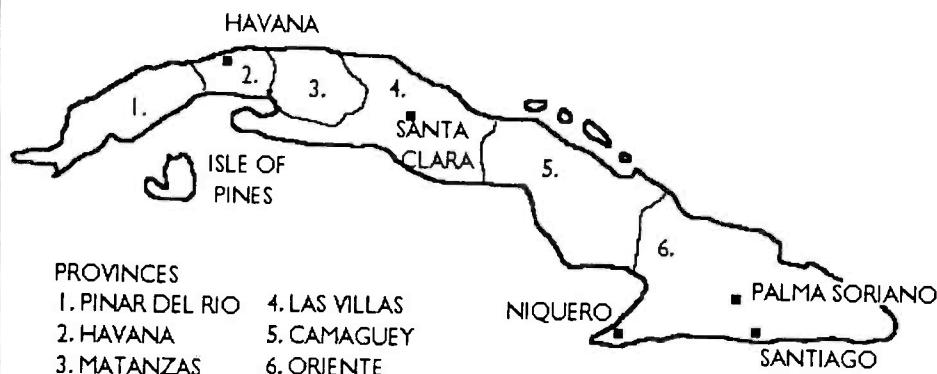 HAVANA
1.
2.
3.
4.
SANTA
CLARA
5.
6.
ISLE OF
PINES
NIQUERO
PALMA SORIANO
SANTIAGO
PROVINCES
1. PINAR DEL RIO 4. LAS VILLAS
2. HAVANA 5. CAMAGUEY
3. MATANZAS 6. ORIENTE